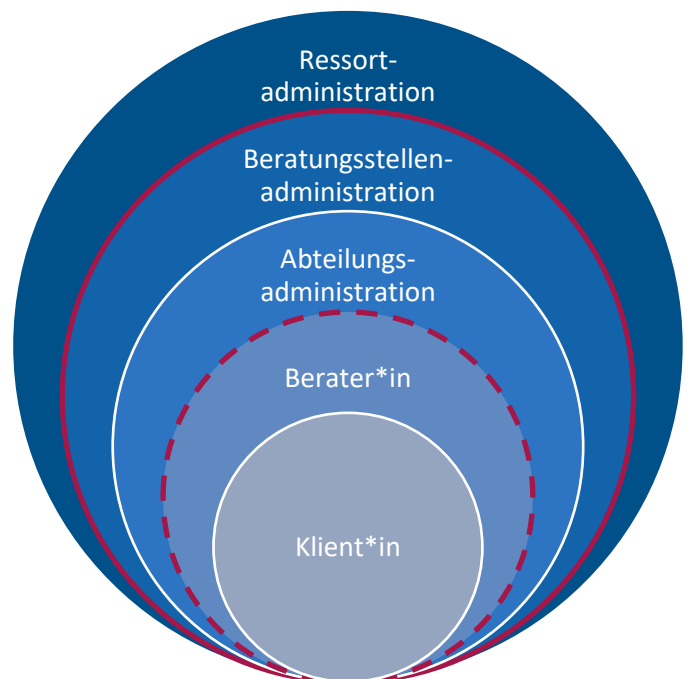 Ressort-
administration
Beratungsstellen-
administration
Abteilungs-
administration
Berater*in
Klient*in